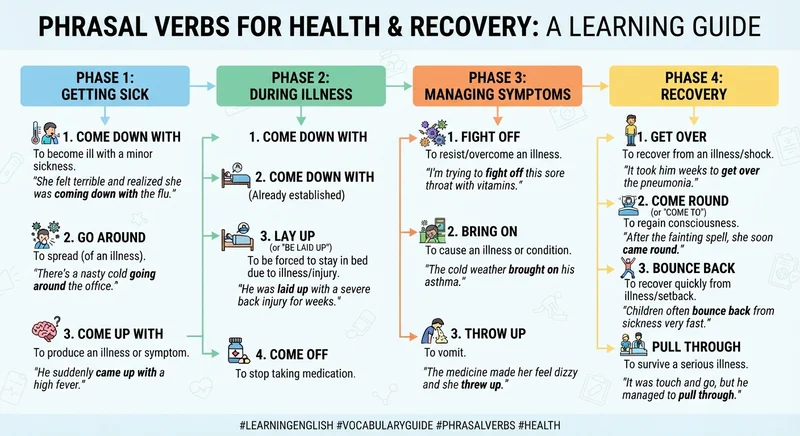 PHRASAL VERBS FOR HEALTH & RECOVERY: A LEARNING GUIDE
PHASE 1:
GETTING SICK
1. COME DOWN WITH
To become ill with a minor
sickness.
"She felt terrible and realized she
was coming down with the flu."
2. GO AROUND
To spread (of an illness).
"There's a nasty cold going
around the office."
?
3. COME UP WITH
To produce an illness or symptom.
"He suddenly came up with a
high fever."
PHASE 2:
DURING ILLNESS
1. COME DOWN WITH
2. COME DOWN WITH
(Already established)
3. LAY UP
(or "BE LAID UP")
To be forced to stay in bed
due to illness/injury.
"He was laid up with a severe
back injury for weeks."
4. COME OFF
To stop taking medication.
PHASE 3:
MANAGING SYMPTOMS
1. FIGHT OFF
To resist/overcome an illness.
"I'm trying to fight off this sore
throat with vitamins."
2. BRING ON
To cause an illness or condition.
"The cold weather brought on his
asthma."
3. THROW UP
To vomit.
"The medicine made her feel dizzy
and she threw up."
PHASE 4:
RECOVERY
1. GET OVER
To recover from an illness/shock.
"It took him weeks to get over
the pneumonia."
2. COME ROUND
(or "COME TO")
To regain consciousness.
"After the fainting spell, she soon
came round."
3. BOUNCE BACK
To recover quickly from
illness/setback.
"Children often bounce back from
sickness very fast."
PULL THROUGH
To survive a serious illness.
"It was touch and go, but he
managed to pull through."
#LEARNINGENGLISH #VOCABULARYGUIDE #PHRASALVERBS #HEALTH